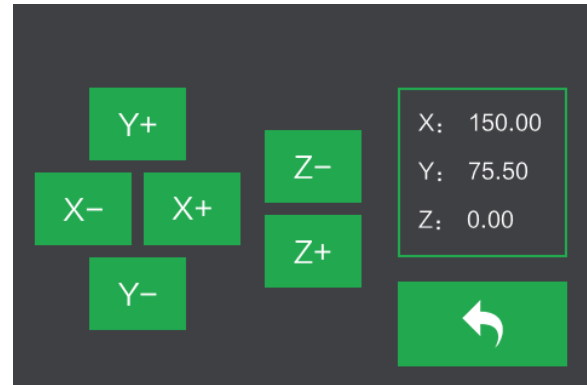 Y+
X−
X+
Y−
Z−
Z+
X： 150.00
Y： 75.50
Z： 0.00